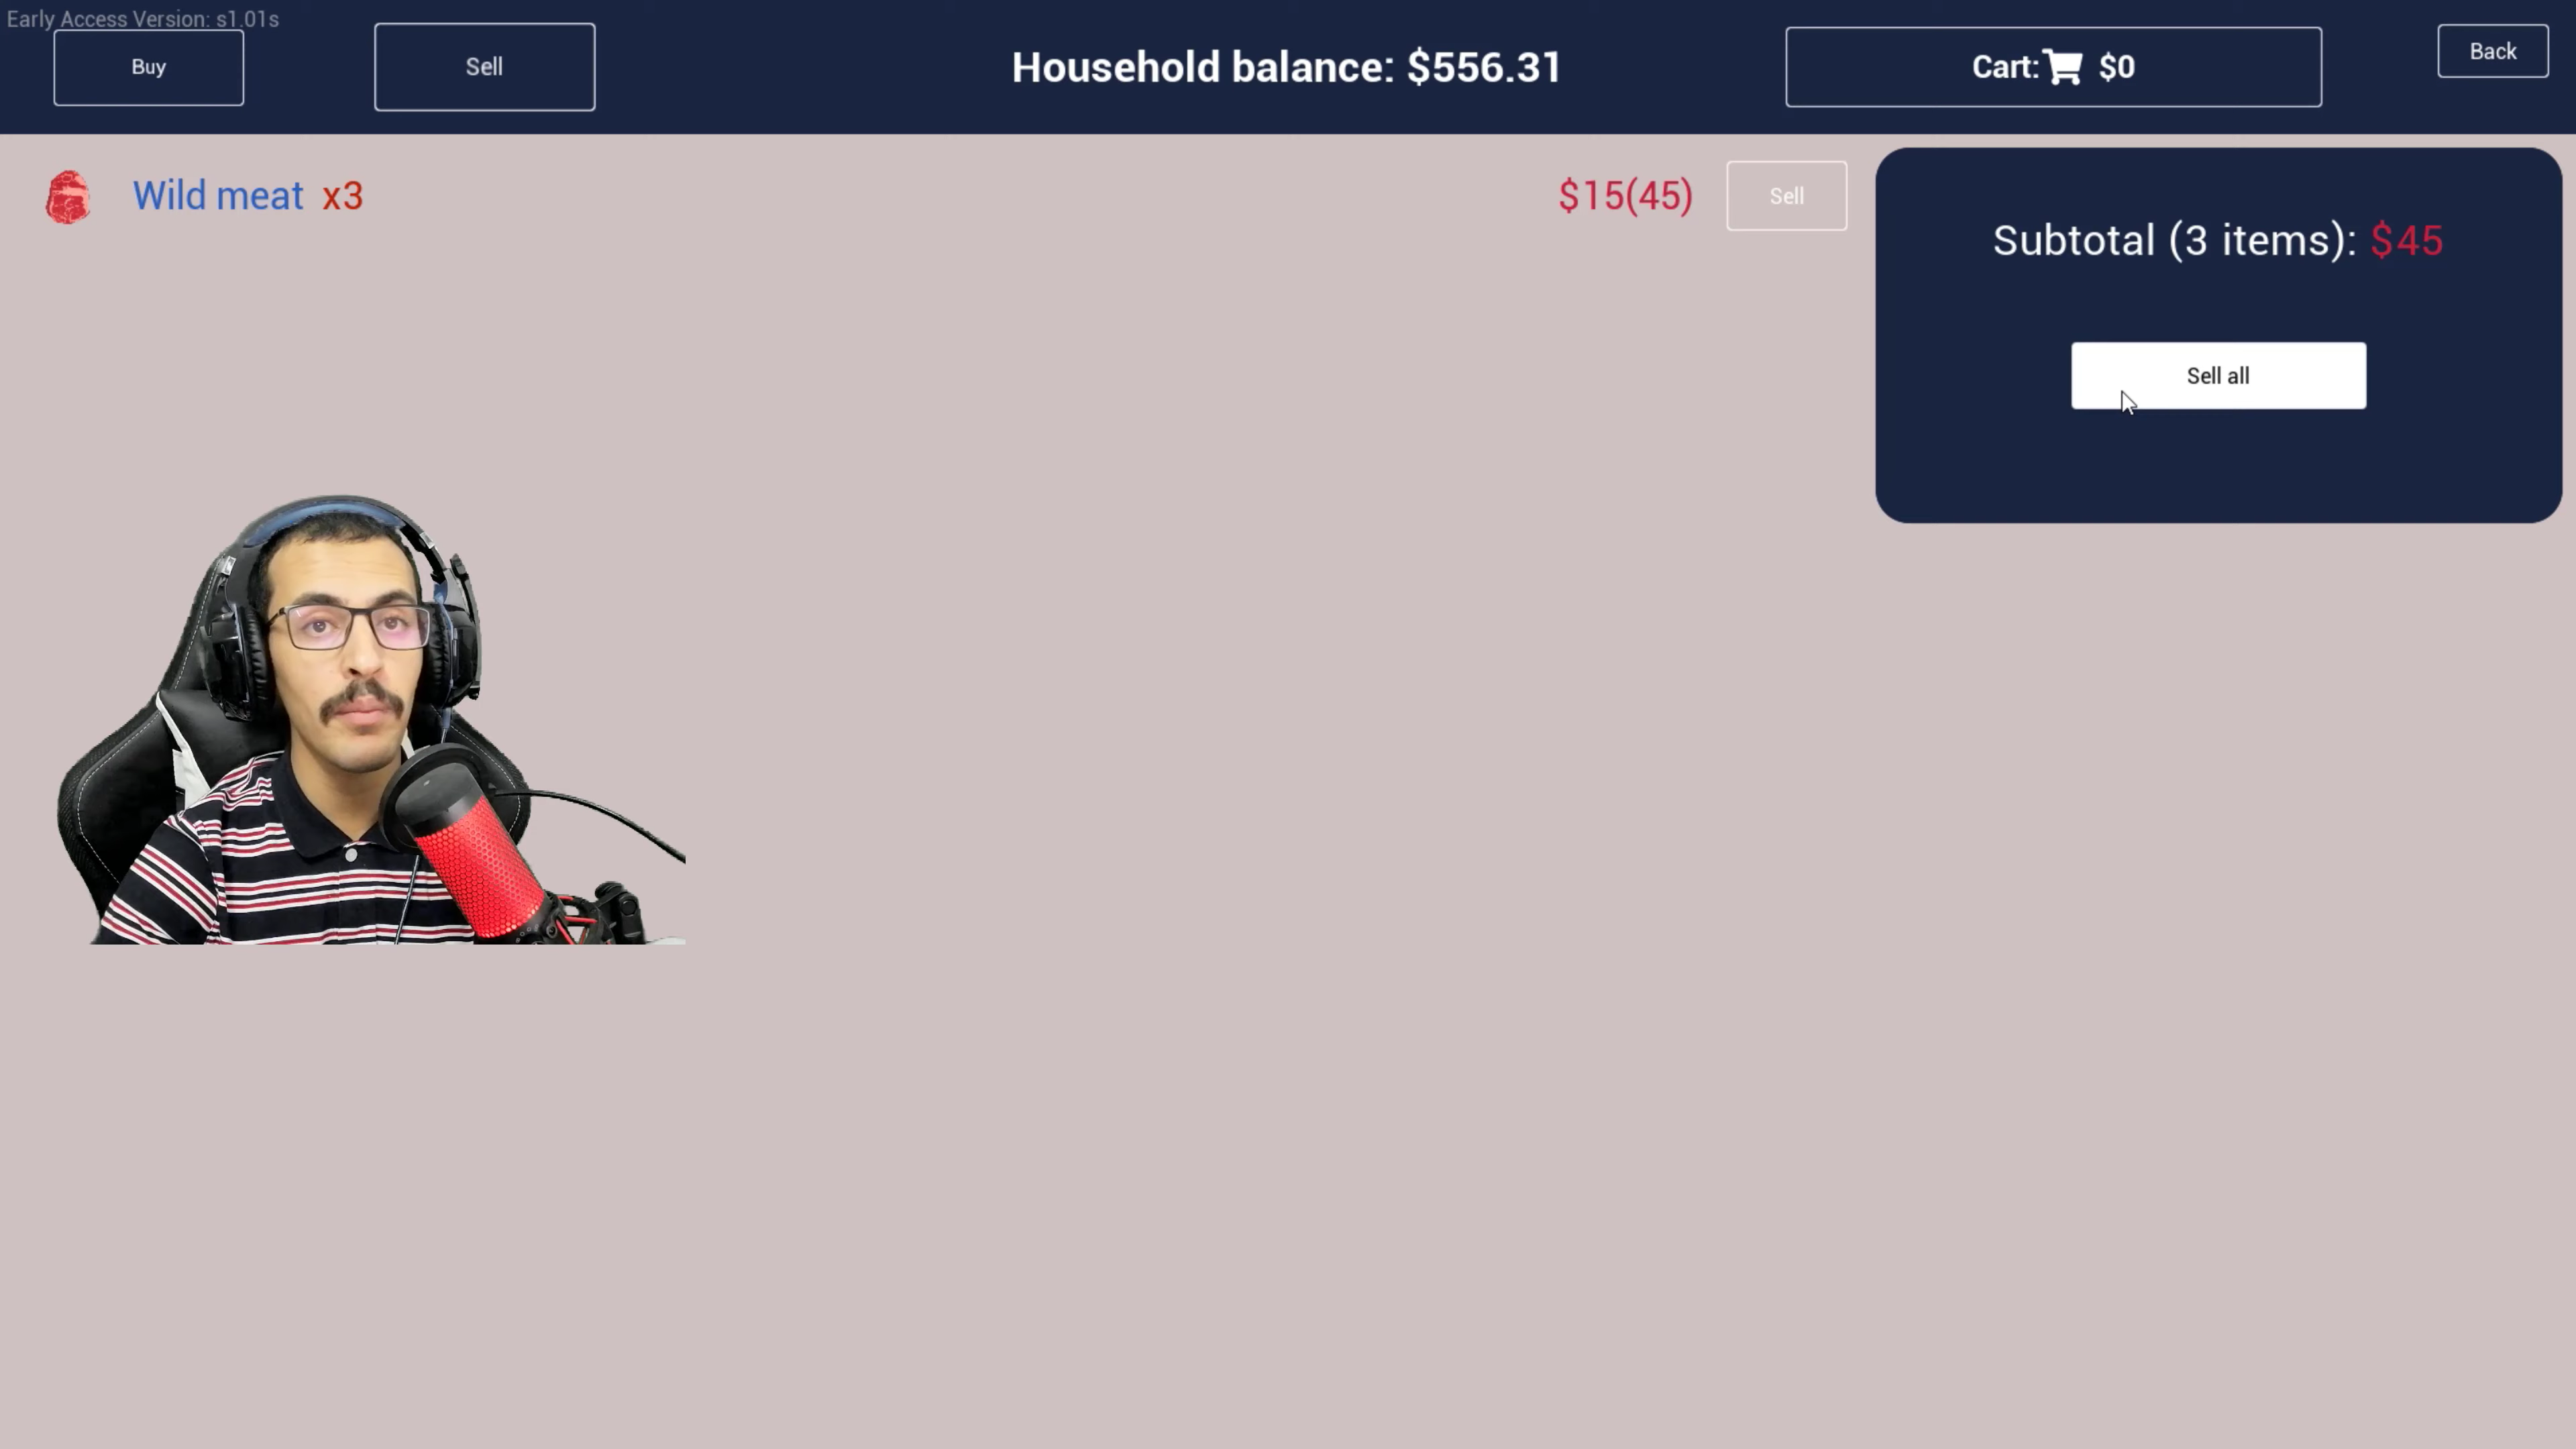 Early Access Version: s1.01s
Buy
Sell
Household balance: $556.31
Cart: $0
Back
Wild meat x3
$15(45)
Sell
Subtotal (3 items): $45
Sell all